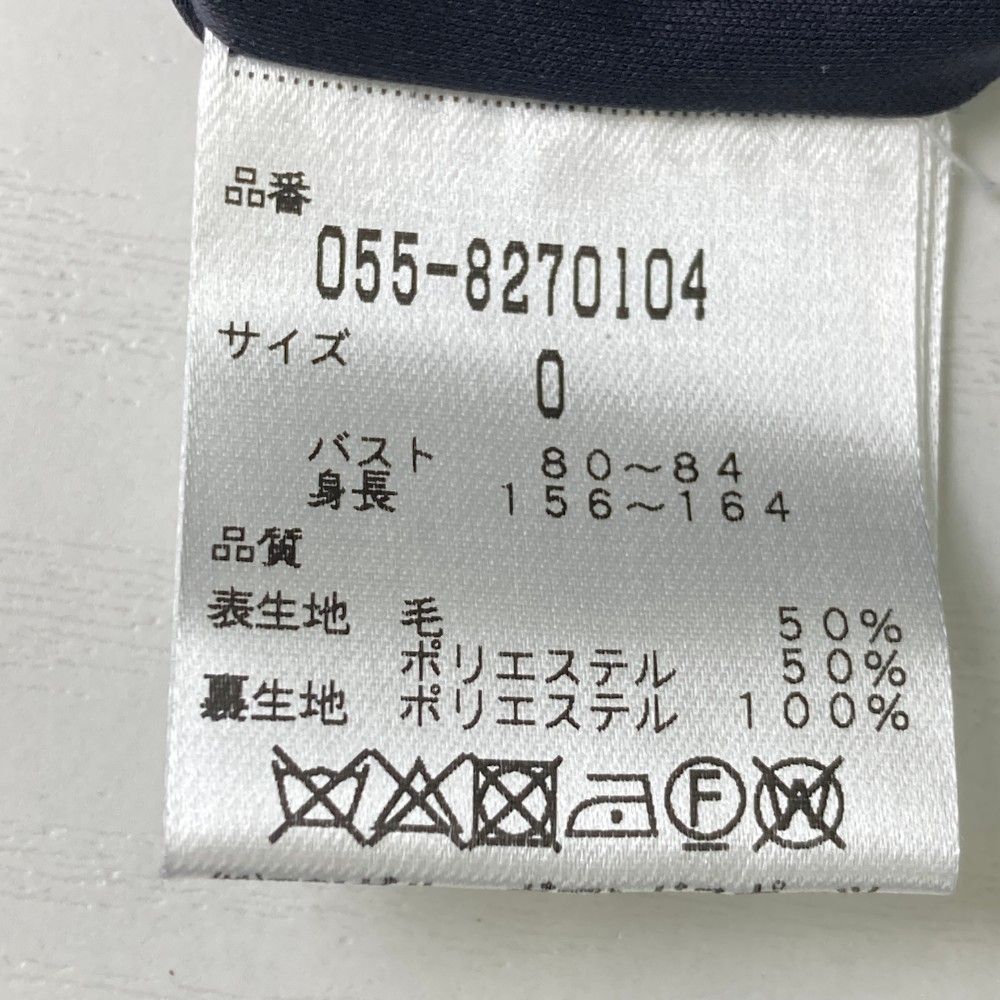 品番
055-8270104
サイズ
0
バスト 80～84
身長 156～164
品質
表生地 毛 50%
ポリエステル 50%
裏生地 ポリエステル 100%
F W